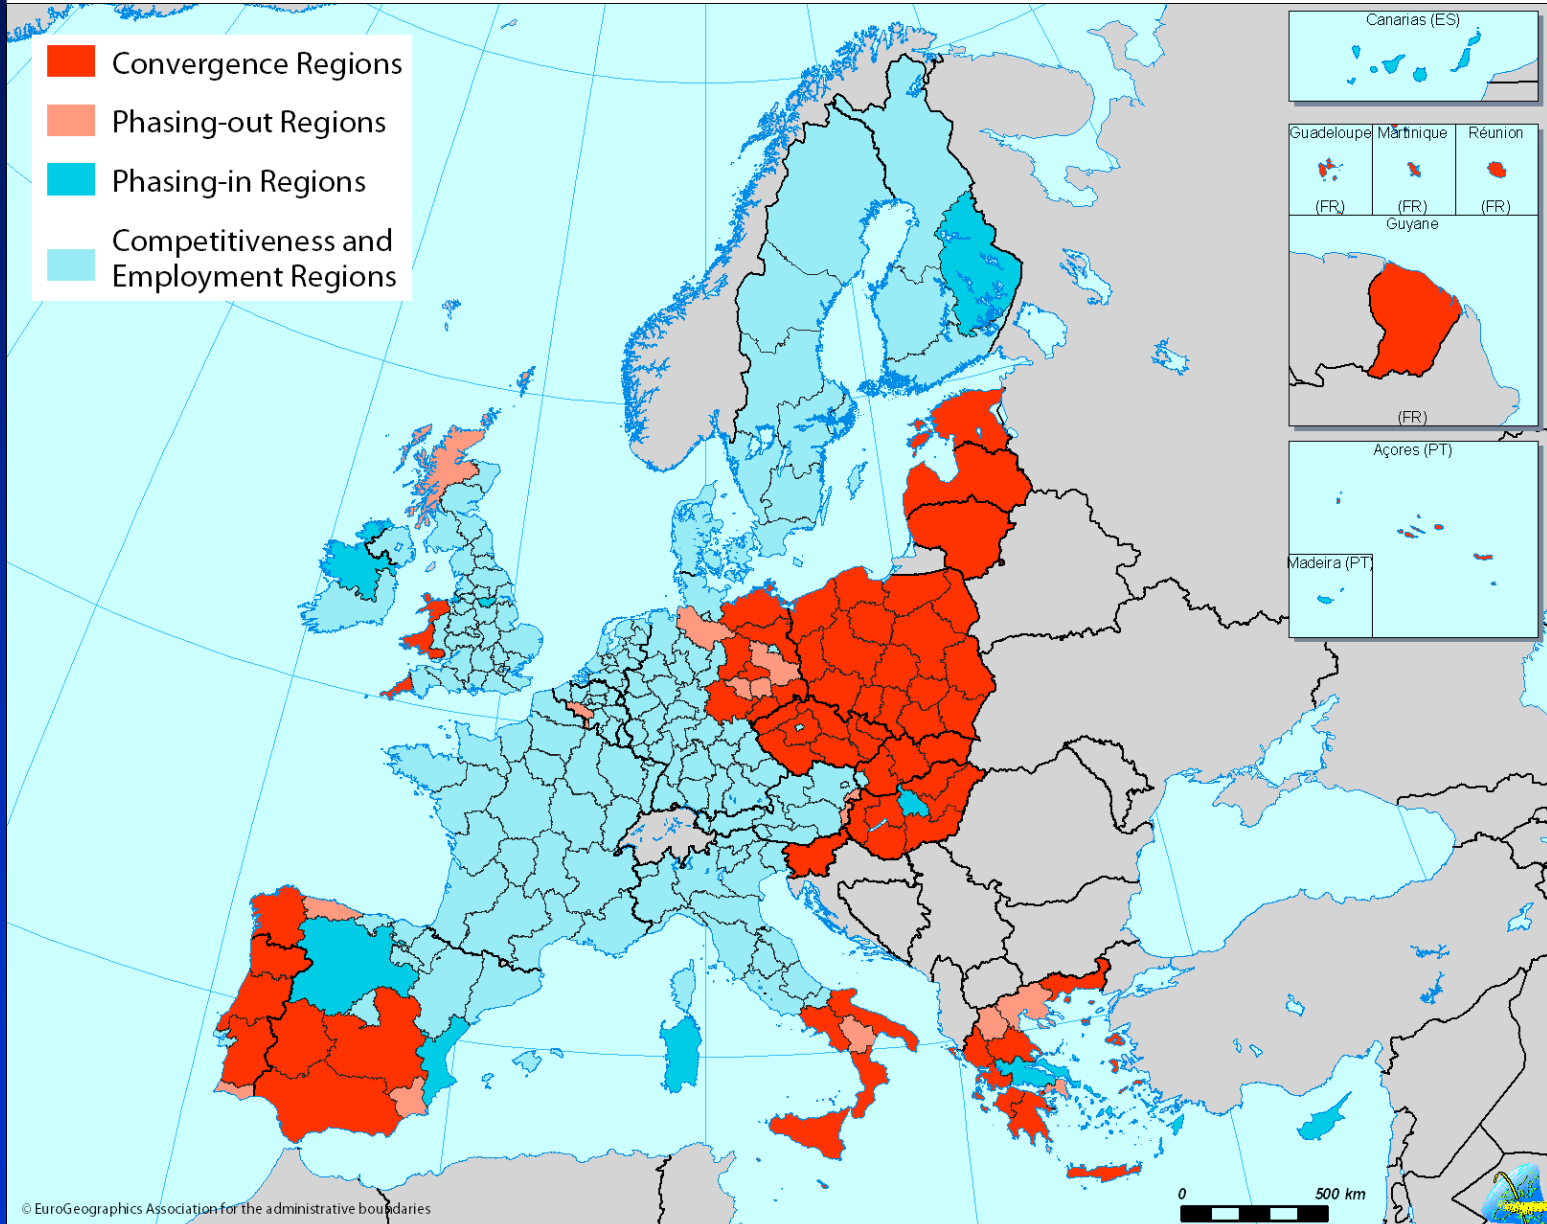 Convergence Regions
Phasing-out Regions
Phasing-in Regions
Competitiveness and
Employment Regions
Canarias (ES)
Guadeloupe Martinique Réunion
(FR) (FR) (FR)
Guyane
(FR)
Açores (PT)
Madeira (PT)
0 500 km
© EuroGeographics Association for the administrative boundaries